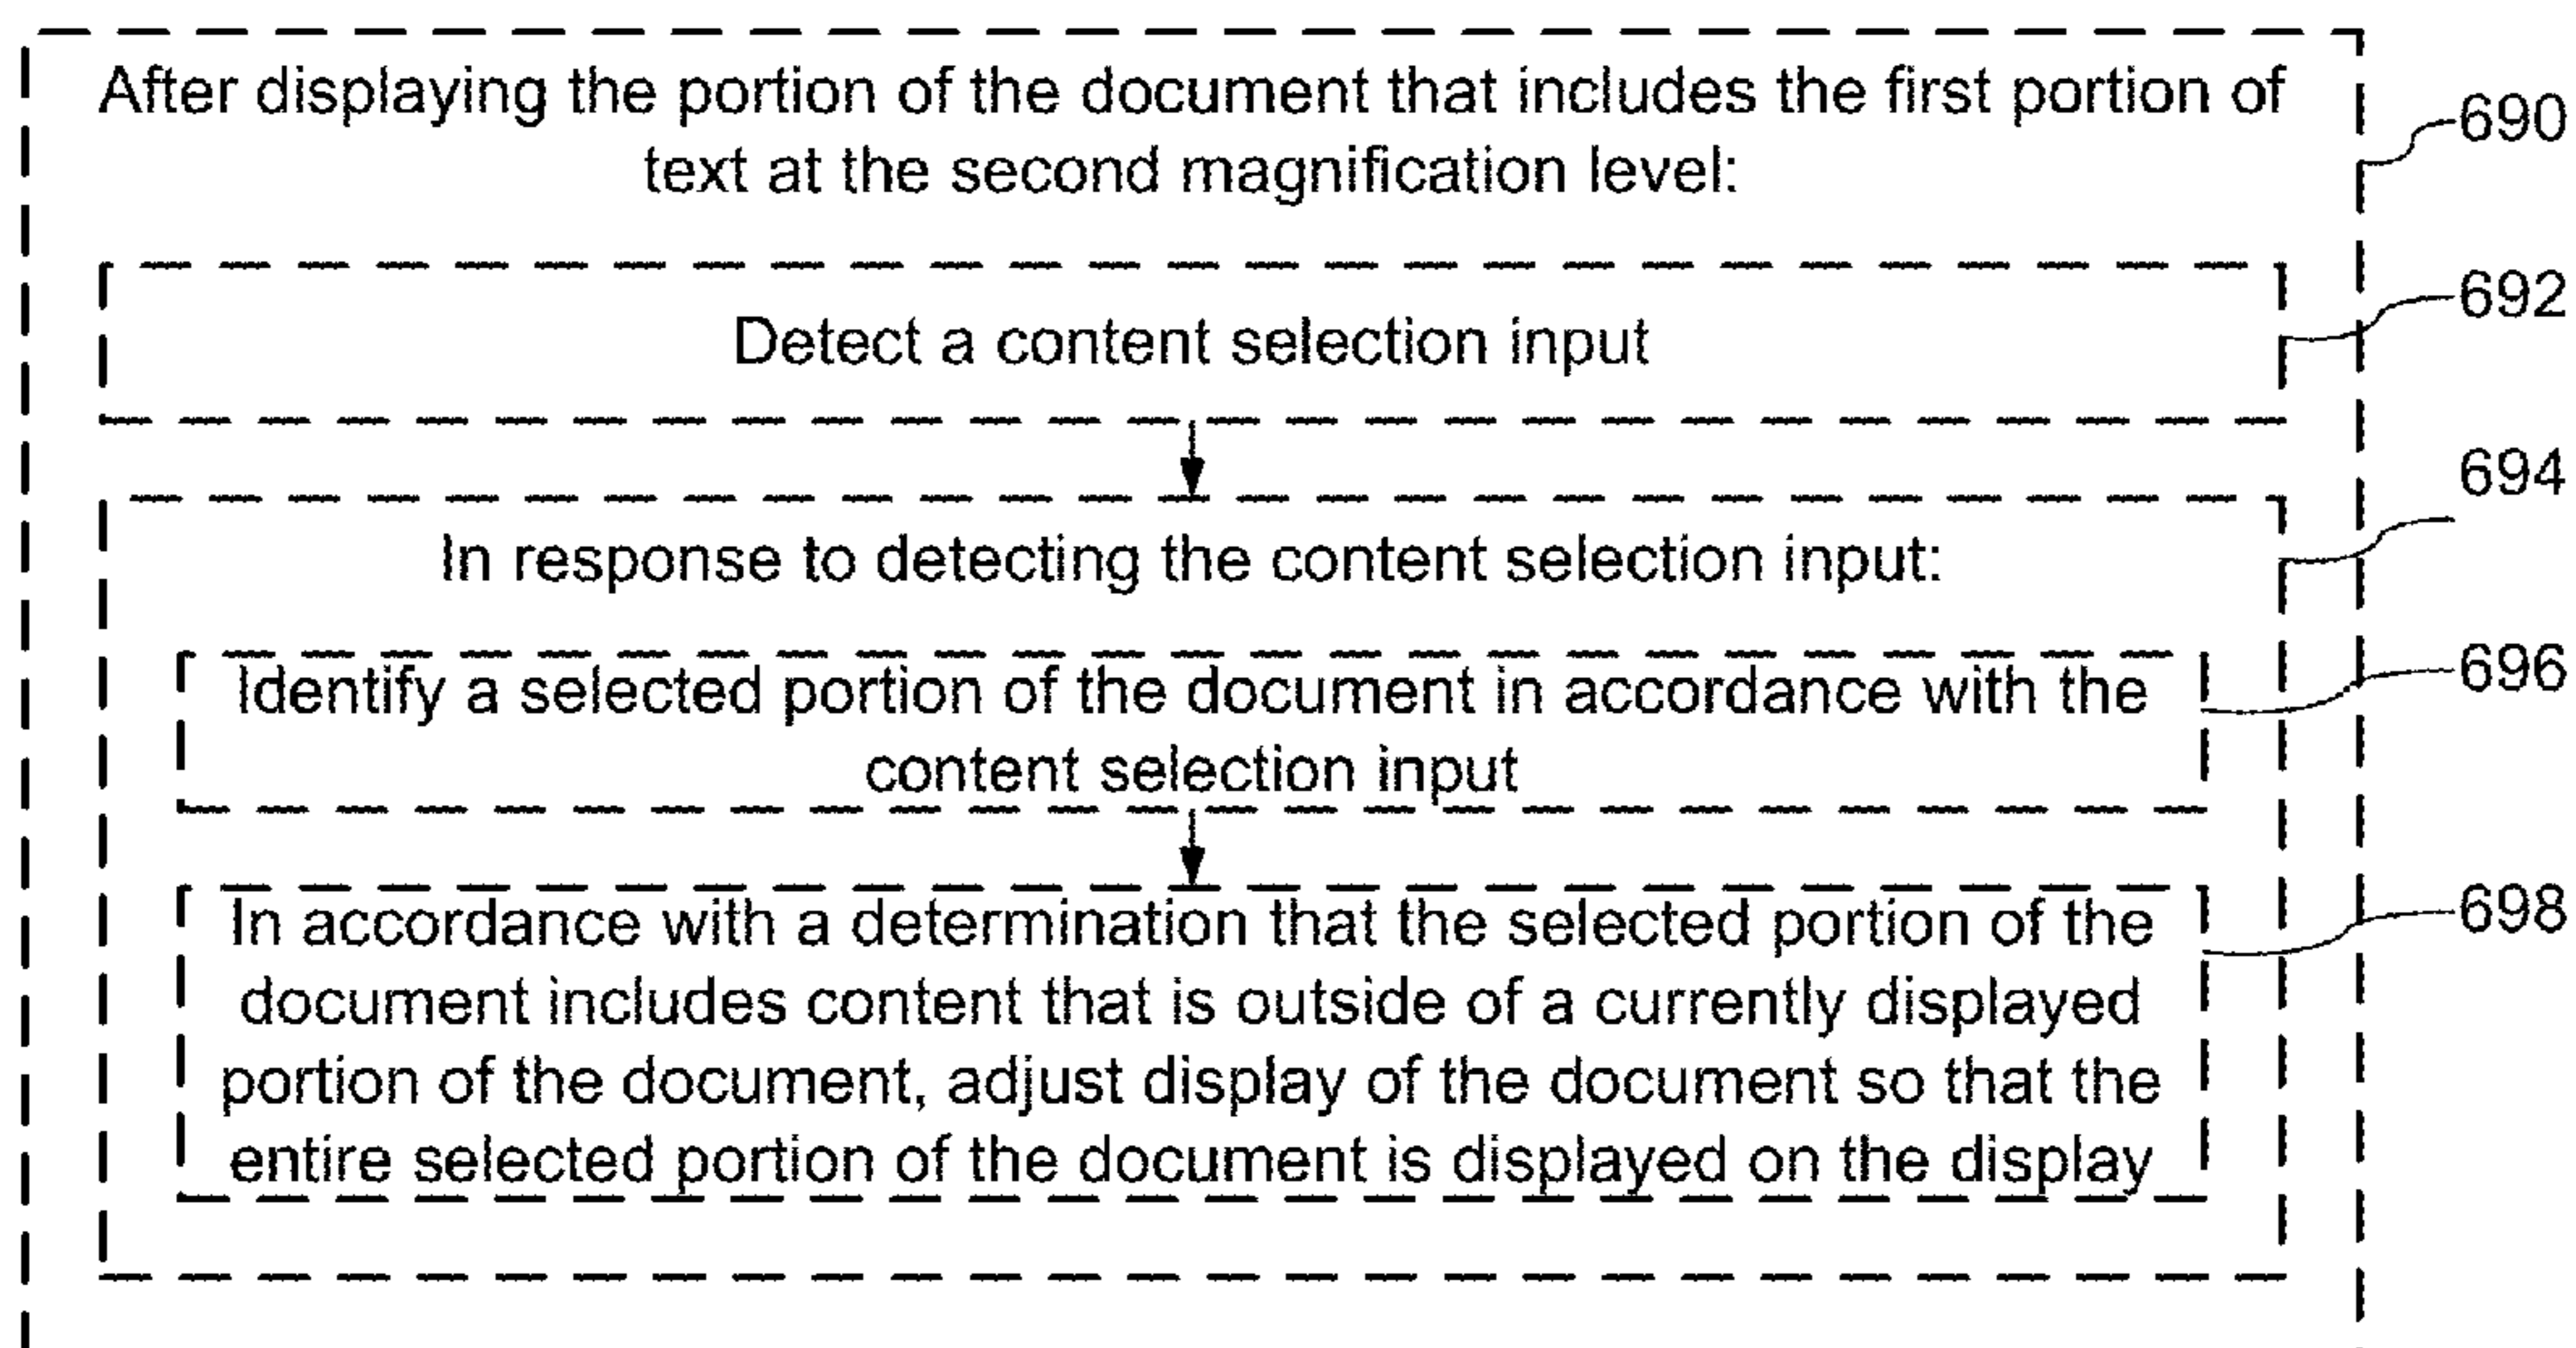 After displaying the portion of the document that includes the first portion of
text at the second magnification level:
690
Detect a content selection input
692
In response to detecting the content selection input:
694
Identify a selected portion of the document in accordance with the
content selection input
696
In accordance with a determination that the selected portion of the
document includes content that is outside of a currently displayed
portion of the document, adjust display of the document so that the
entire selected portion of the document is displayed on the display
698